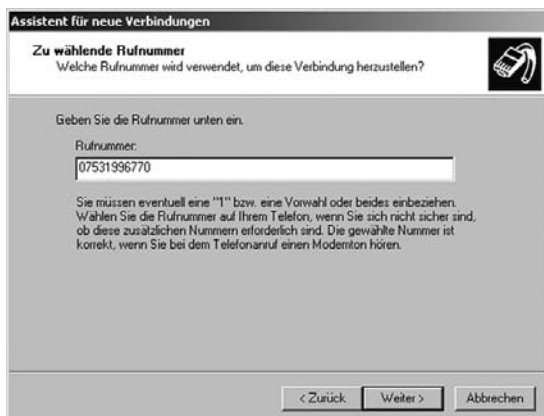 Assistent für neue Verbindungen
Zu wählende Rufnummer
Welche Rufnummer wird verwendet, um diese Verbindung herzustellen?
Geben Sie die Rufnummer unten ein.
Rufnummer:
07531996770
Sie müssen eventuell eine "1" bzw. eine Vorwahl oder beides einbeziehen.
Wählen Sie die Rufnummer auf Ihrem Telefon, wenn Sie sich nicht sicher sind,
ob diese zusätzlichen Nummern erforderlich sind. Die gewählte Nummer ist
korrekt, wenn Sie bei dem Telefonanruf einen Modemton hören.
< Zurück Weiter > Abbrechen